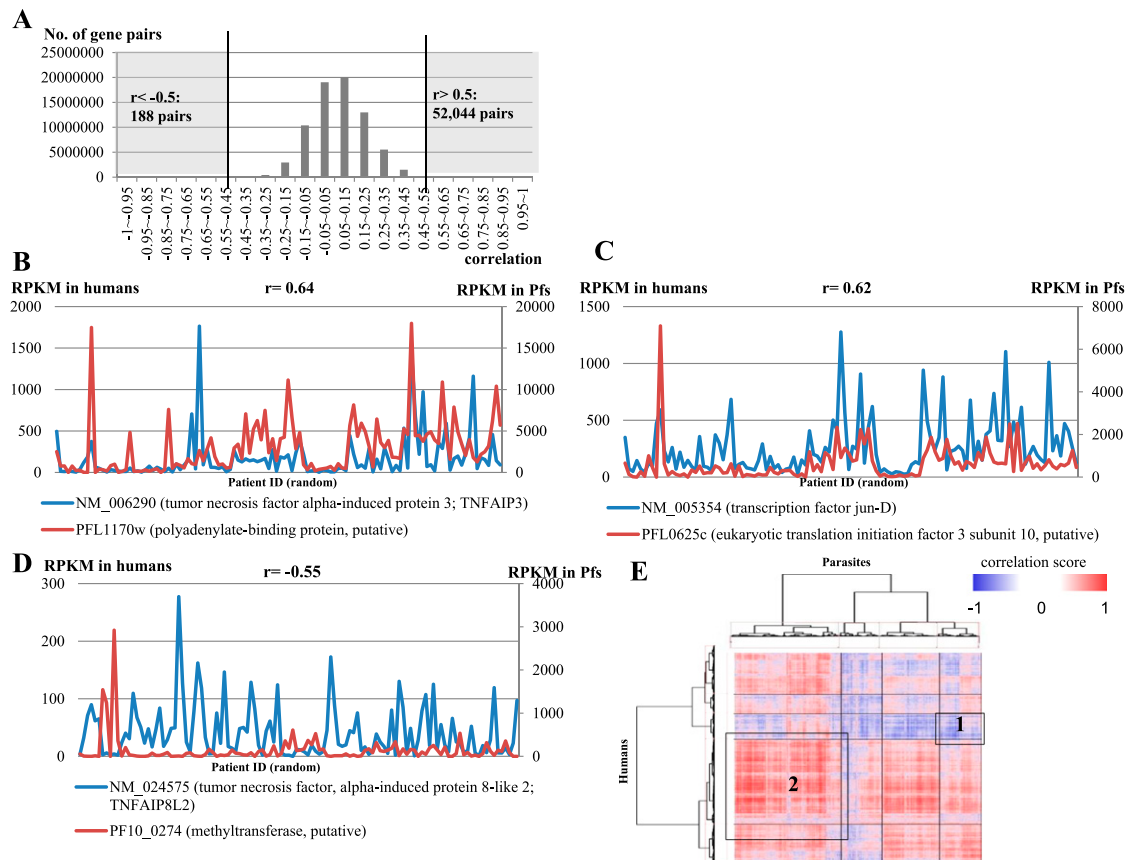 A
No. of gene pairs
25000000
20000000
15000000
10000000
5000000
0
r< -0.5:
188 pairs
r> 0.5:
52,044 pairs
-1~-0.95
-0.95~-0.85
-0.85~-0.75
-0.75~-0.65
-0.65~-0.55
-0.55~-0.45
-0.45~-0.35
-0.35~-0.25
-0.25~-0.15
-0.15~-0.05
-0.05~0.05
0.05~0.15
0.15~0.25
0.25~0.35
0.35~0.45
0.45~0.55
0.55~0.65
0.65~0.75
0.75~0.85
0.85~0.95
0.95~1
correlation
B
RPKM in humans
r= 0.64
RPKM in Pfs
2000
1500
1000
500
0
20000
15000
10000
5000
0
Patient ID (random)
NM_006290 (tumor necrosis factor alpha-induced protein 3; TNFAIP3)
PFL1170w (polyadenylate-binding protein, putative)
C
RPKM in humans
r= 0.62
RPKM in Pfs
1500
1000
500
0
8000
6000
4000
2000
0
Patient ID (random)
NM_005354 (transcription factor jun-D)
PFL0625c (eukaryotic translation initiation factor 3 subunit 10, putative)
D
RPKM in humans
r= -0.55
RPKM in Pfs
300
200
100
0
4000
3000
2000
1000
0
Patient ID (random)
NM_024575 (tumor necrosis factor, alpha-induced protein 8-like 2;
TNFAIP8L2)
PF10_0274 (methyltransferase, putative)
E
Parasites
correlation score
-1
0
1
Humans
1
2